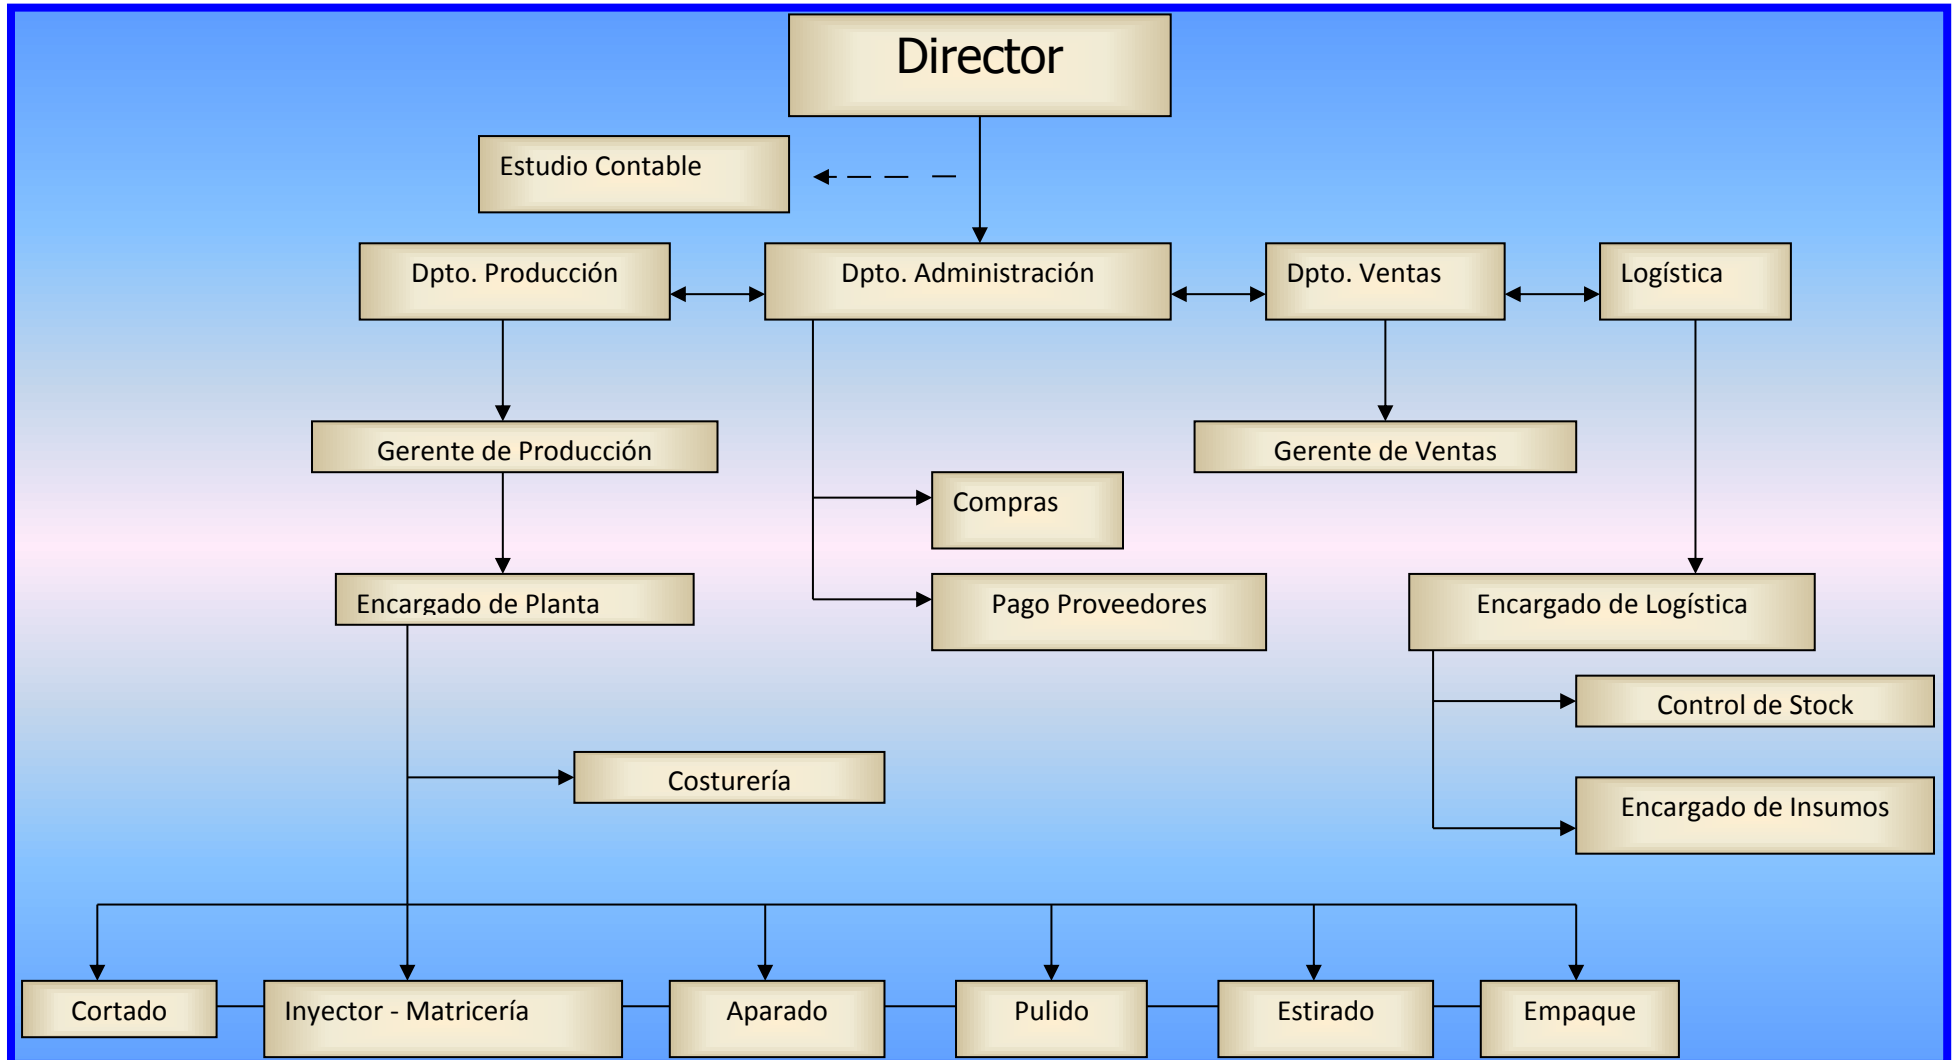 Director
Estudio Contable
Dpto. Producción
Dpto. Administración
Dpto. Ventas
Logística
Gerente de Producción
Gerente de Ventas
Compras
Encargado de Planta
Pago Proveedores
Encargado de Logística
Control de Stock
Costurería
Encargado de Insumos
Cortado
Inyector - Matricería
Aparado
Pulido
Estirado
Empaque